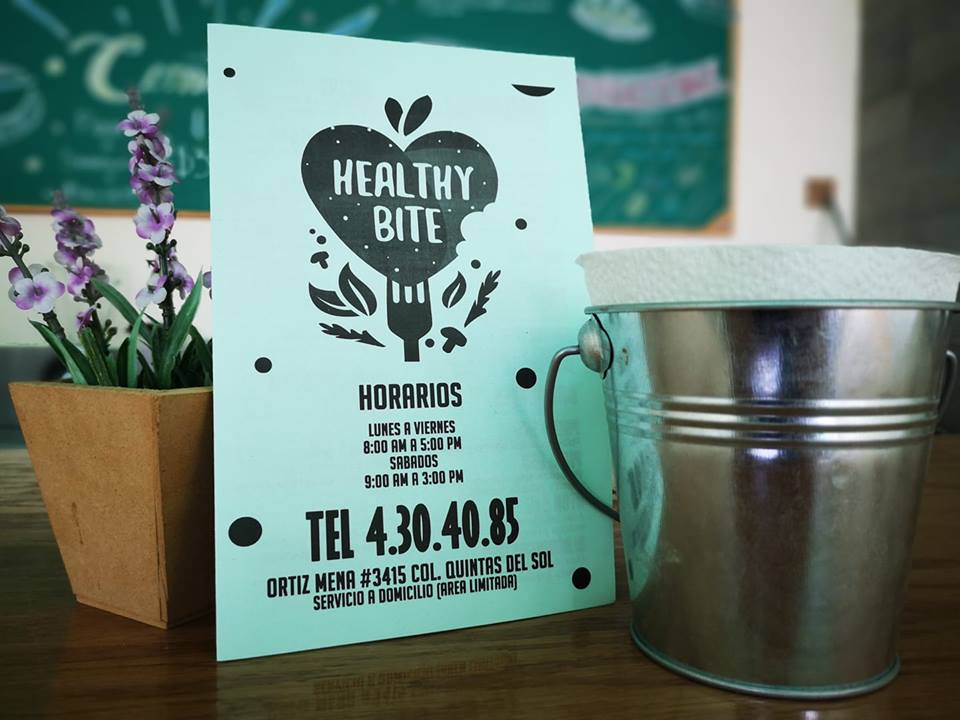 HEALTHY
BITE
HORARIOS
LUNES A VIERNES
8:00 AM A 5:00 PM
SABADOS
9:00 AM A 3:00 PM
TEL 4.30.40.85
ORTIZ MENA #3415 COL. QUINTAS DEL SOL
SERVICIO A DOMICILIO (AREA LIMITADA)